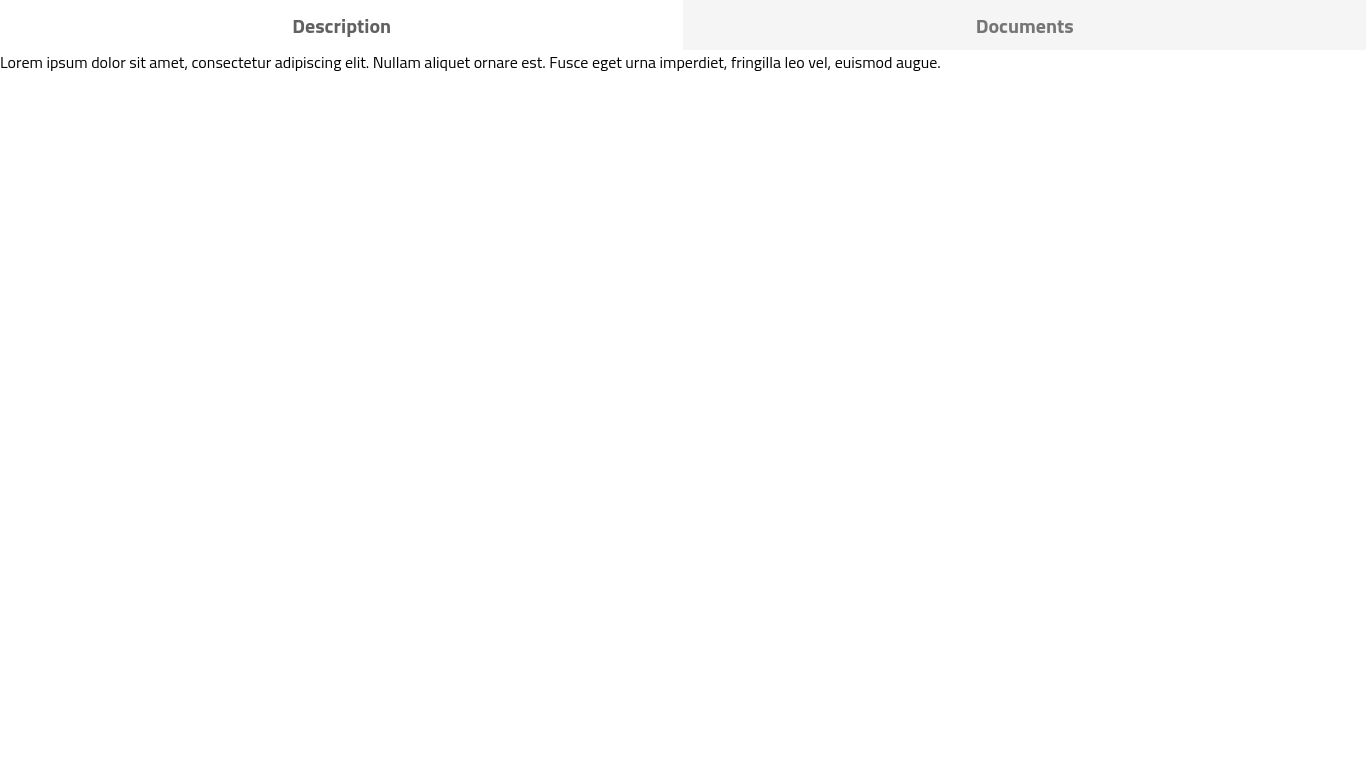 Description
Documents
Lorem ipsum dolor sit amet, consectetur adipiscing elit. Nullam aliquet ornare est. Fusce eget urna imperdiet, fringilla leo vel, euismod augue.